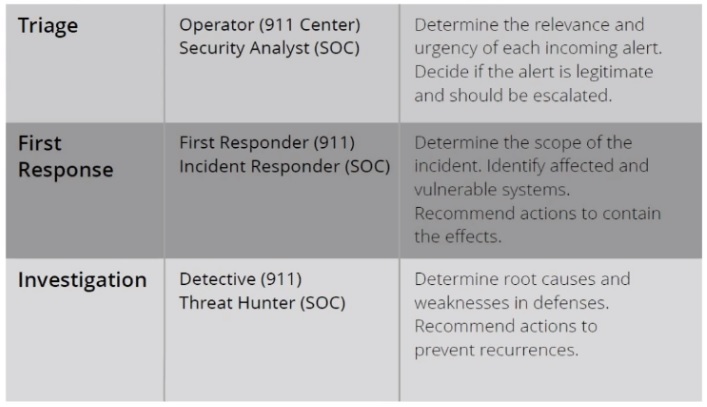 Triage
Operator (911 Center)
Security Analyst (SOC)
Determine the relevance and
urgency of each incoming alert.
Decide if the alert is legitimate
and should be escalated.
First
Response
First Responder (911)
Incident Responder (SOC)
Determine the scope of the
incident. Identify affected and
vulnerable systems.
Recommend actions to contain
the effects.
Investigation
Detective (911)
Threat Hunter (SOC)
Determine root causes and
weaknesses in defenses.
Recommend actions to
prevent recurrences.